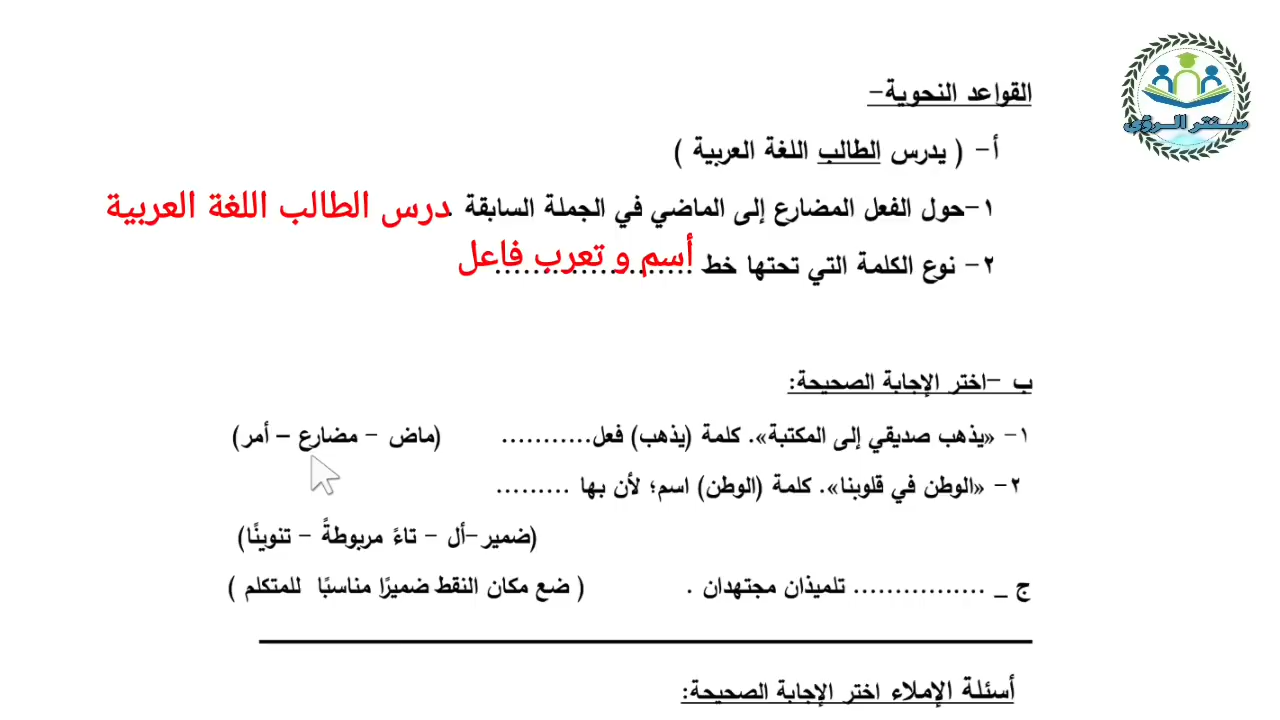 سنتر الرؤى
القواعد النحوية-
أ- ( يدرس الطالب اللغة العربية )
١-حول الفعل المضارع إلى الماضي في الجملة السابقة . درس الطالب اللغة العربية
٢- نوع الكلمة التي تحتها خط ..................... أسم و تعرب فاعل
ب -اختر الإجابة الصحيحة:
١- «يذهب صديقي إلى المكتبة». كلمة (يذهب) فعل........... (ماض - مضارع – أمر)
٢- «الوطن في قلوبنا». كلمة (الوطن) اسم؛ لأن بها .........
(ضمير-أل - تاءً مربوطةً - تنوينًا)
ج _ ................ تلميذان مجتهدان . ( ضع مكان النقط ضميرًا مناسبًا للمتكلم )
أسئلة الإملاء اختر الإجابة الصحيحة: